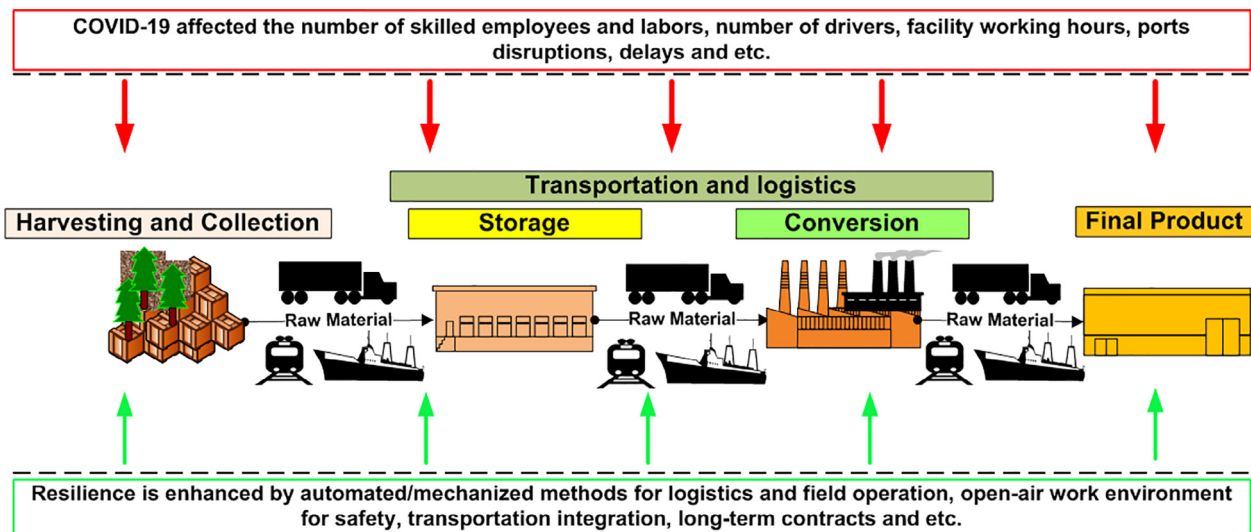 COVID-19 affected the number of skilled employees and labors, number of drivers, facility working hours, ports
disruptions, delays and etc.
Transportation and logistics
Harvesting and Collection
Storage
Conversion
Final Product
Raw Material
Raw Material
Raw Material
Resilience is enhanced by automated/mechanized methods for logistics and field operation, open-air work environment
for safety, transportation integration, long-term contracts and etc.